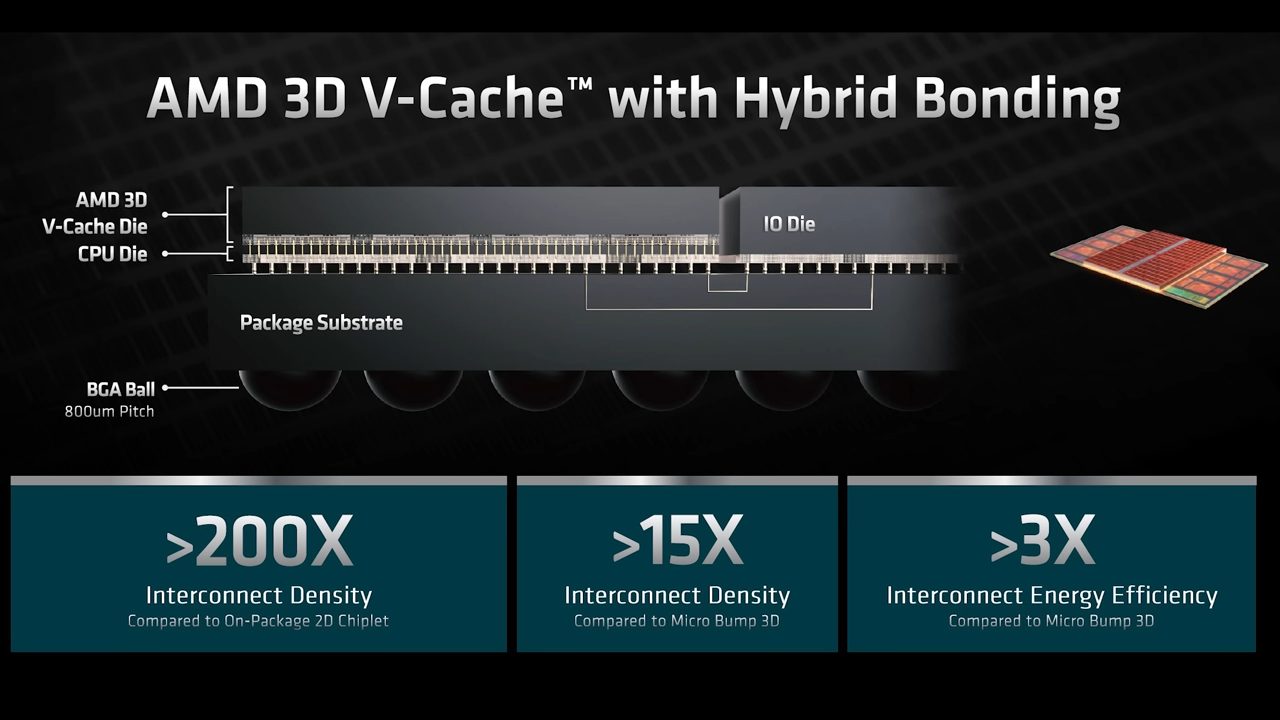 AMD 3D V-Cache™ with Hybrid Bonding
AMD 3D
V-Cache Die
CPU Die
IO Die
Package Substrate
BGA Ball
800um Pitch
>200X
Interconnect Density
Compared to On-Package 2D Chiplet
>15X
Interconnect Density
Compared to Micro Bump 3D
>3X
Interconnect Energy Efficiency
Compared to Micro Bump 3D